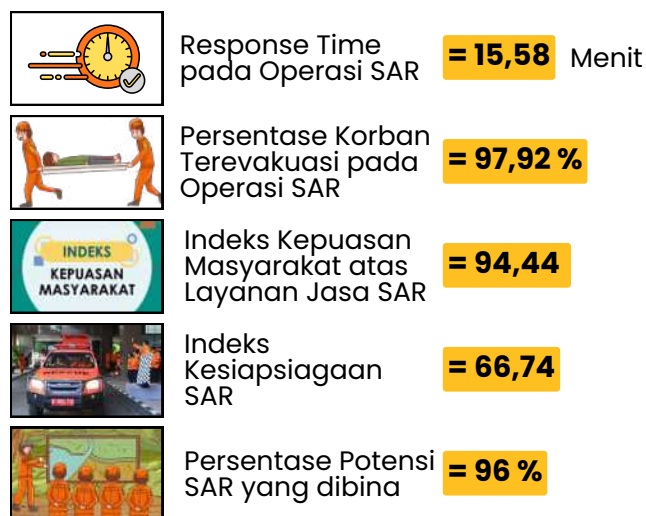 Response Time
pada Operasi SAR
= 15,58 Menit
Persentase Korban
Terevakuasi pada
Operasi SAR
= 97,92 %
INDEKS
KEPUASAN
MASYARAKAT
Indeks Kepuasan
Masyarakat atas
Layanan Jasa SAR
= 94,44
RESCUE
Indeks
Kesiapsiagaan
SAR
= 66,74
Persentase Potensi
SAR yang dibina
= 96 %